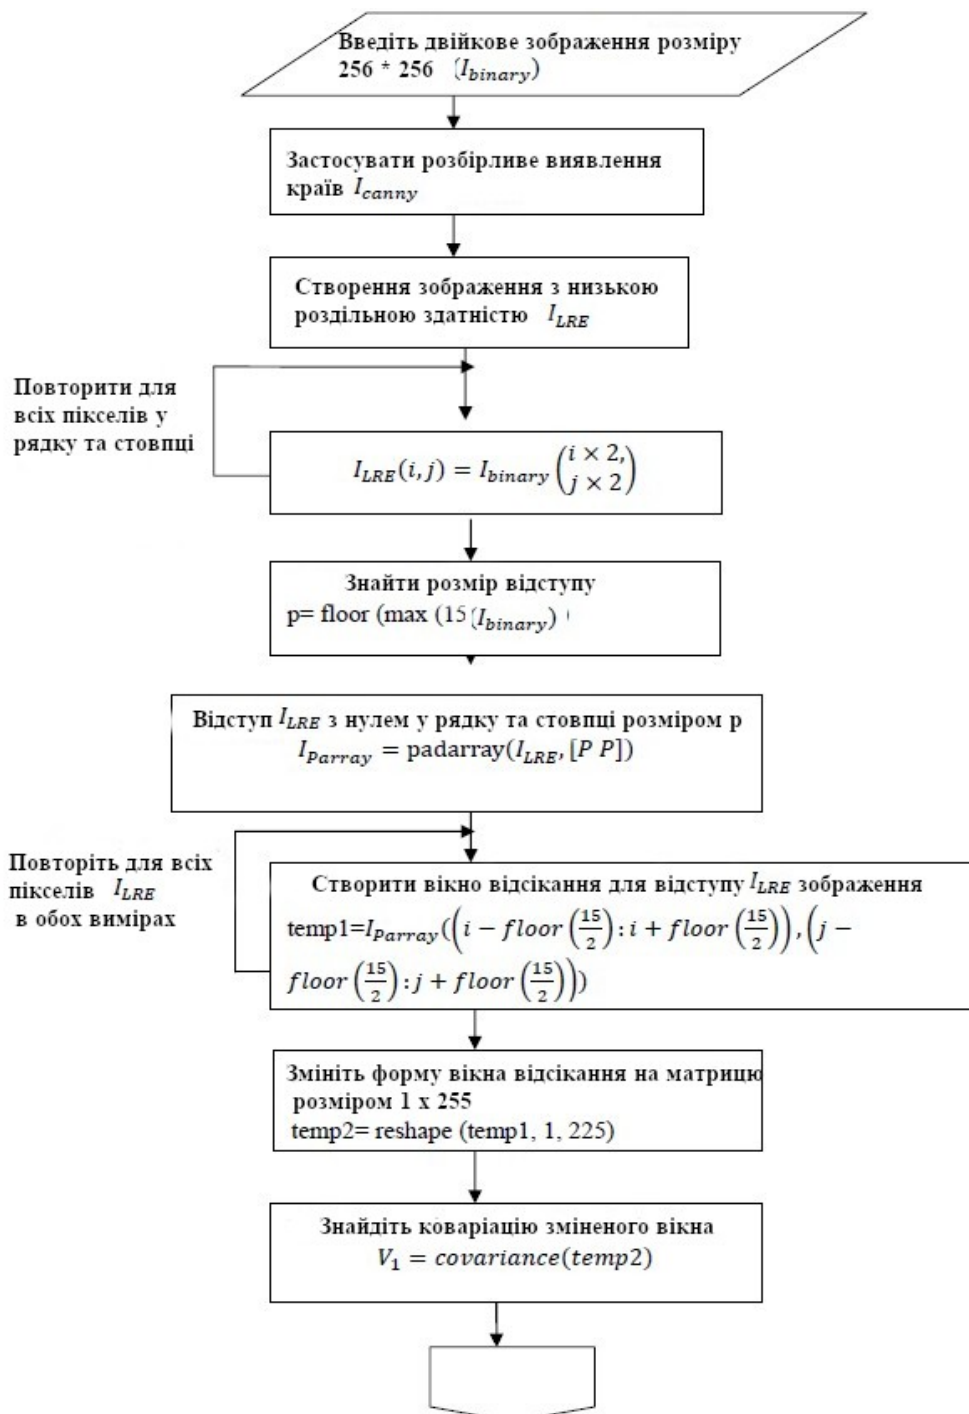 Введіть двійкове зображення розміру
256 * 256 (I_binary)
Застосувати розбірливе виявлення
країв I_canny
Створення зображення з низькою
роздільною здатністю I_LRE
Повторити для
всіх пікселів у
рядку та стовпці
I_LRE(i, j) = I_binary (i × 2,
j × 2)
Знайти розмір відступу
p= floor (max (15 (I_binary) (
Відступ I_LRE з нулем у рядку та стовпці розміром p
I_Parray = padarray(I_LRE, [P P])
Повторіть для всіх
пікселів I_LRE
в обох вимірах
Створити вікно відсікання для відступу I_LRE зображення
temp1=I_Parray((i − floor(15/2) : i + floor(15/2)), (j −
floor(15/2) : j + floor(15/2)))
Змініть форму вікна відсікання на матрицю
розміром 1 x 255
temp2= reshape (temp1, 1, 225)
Знайдіть коваріацію зміненого вікна
V_1 = covariance(temp2)